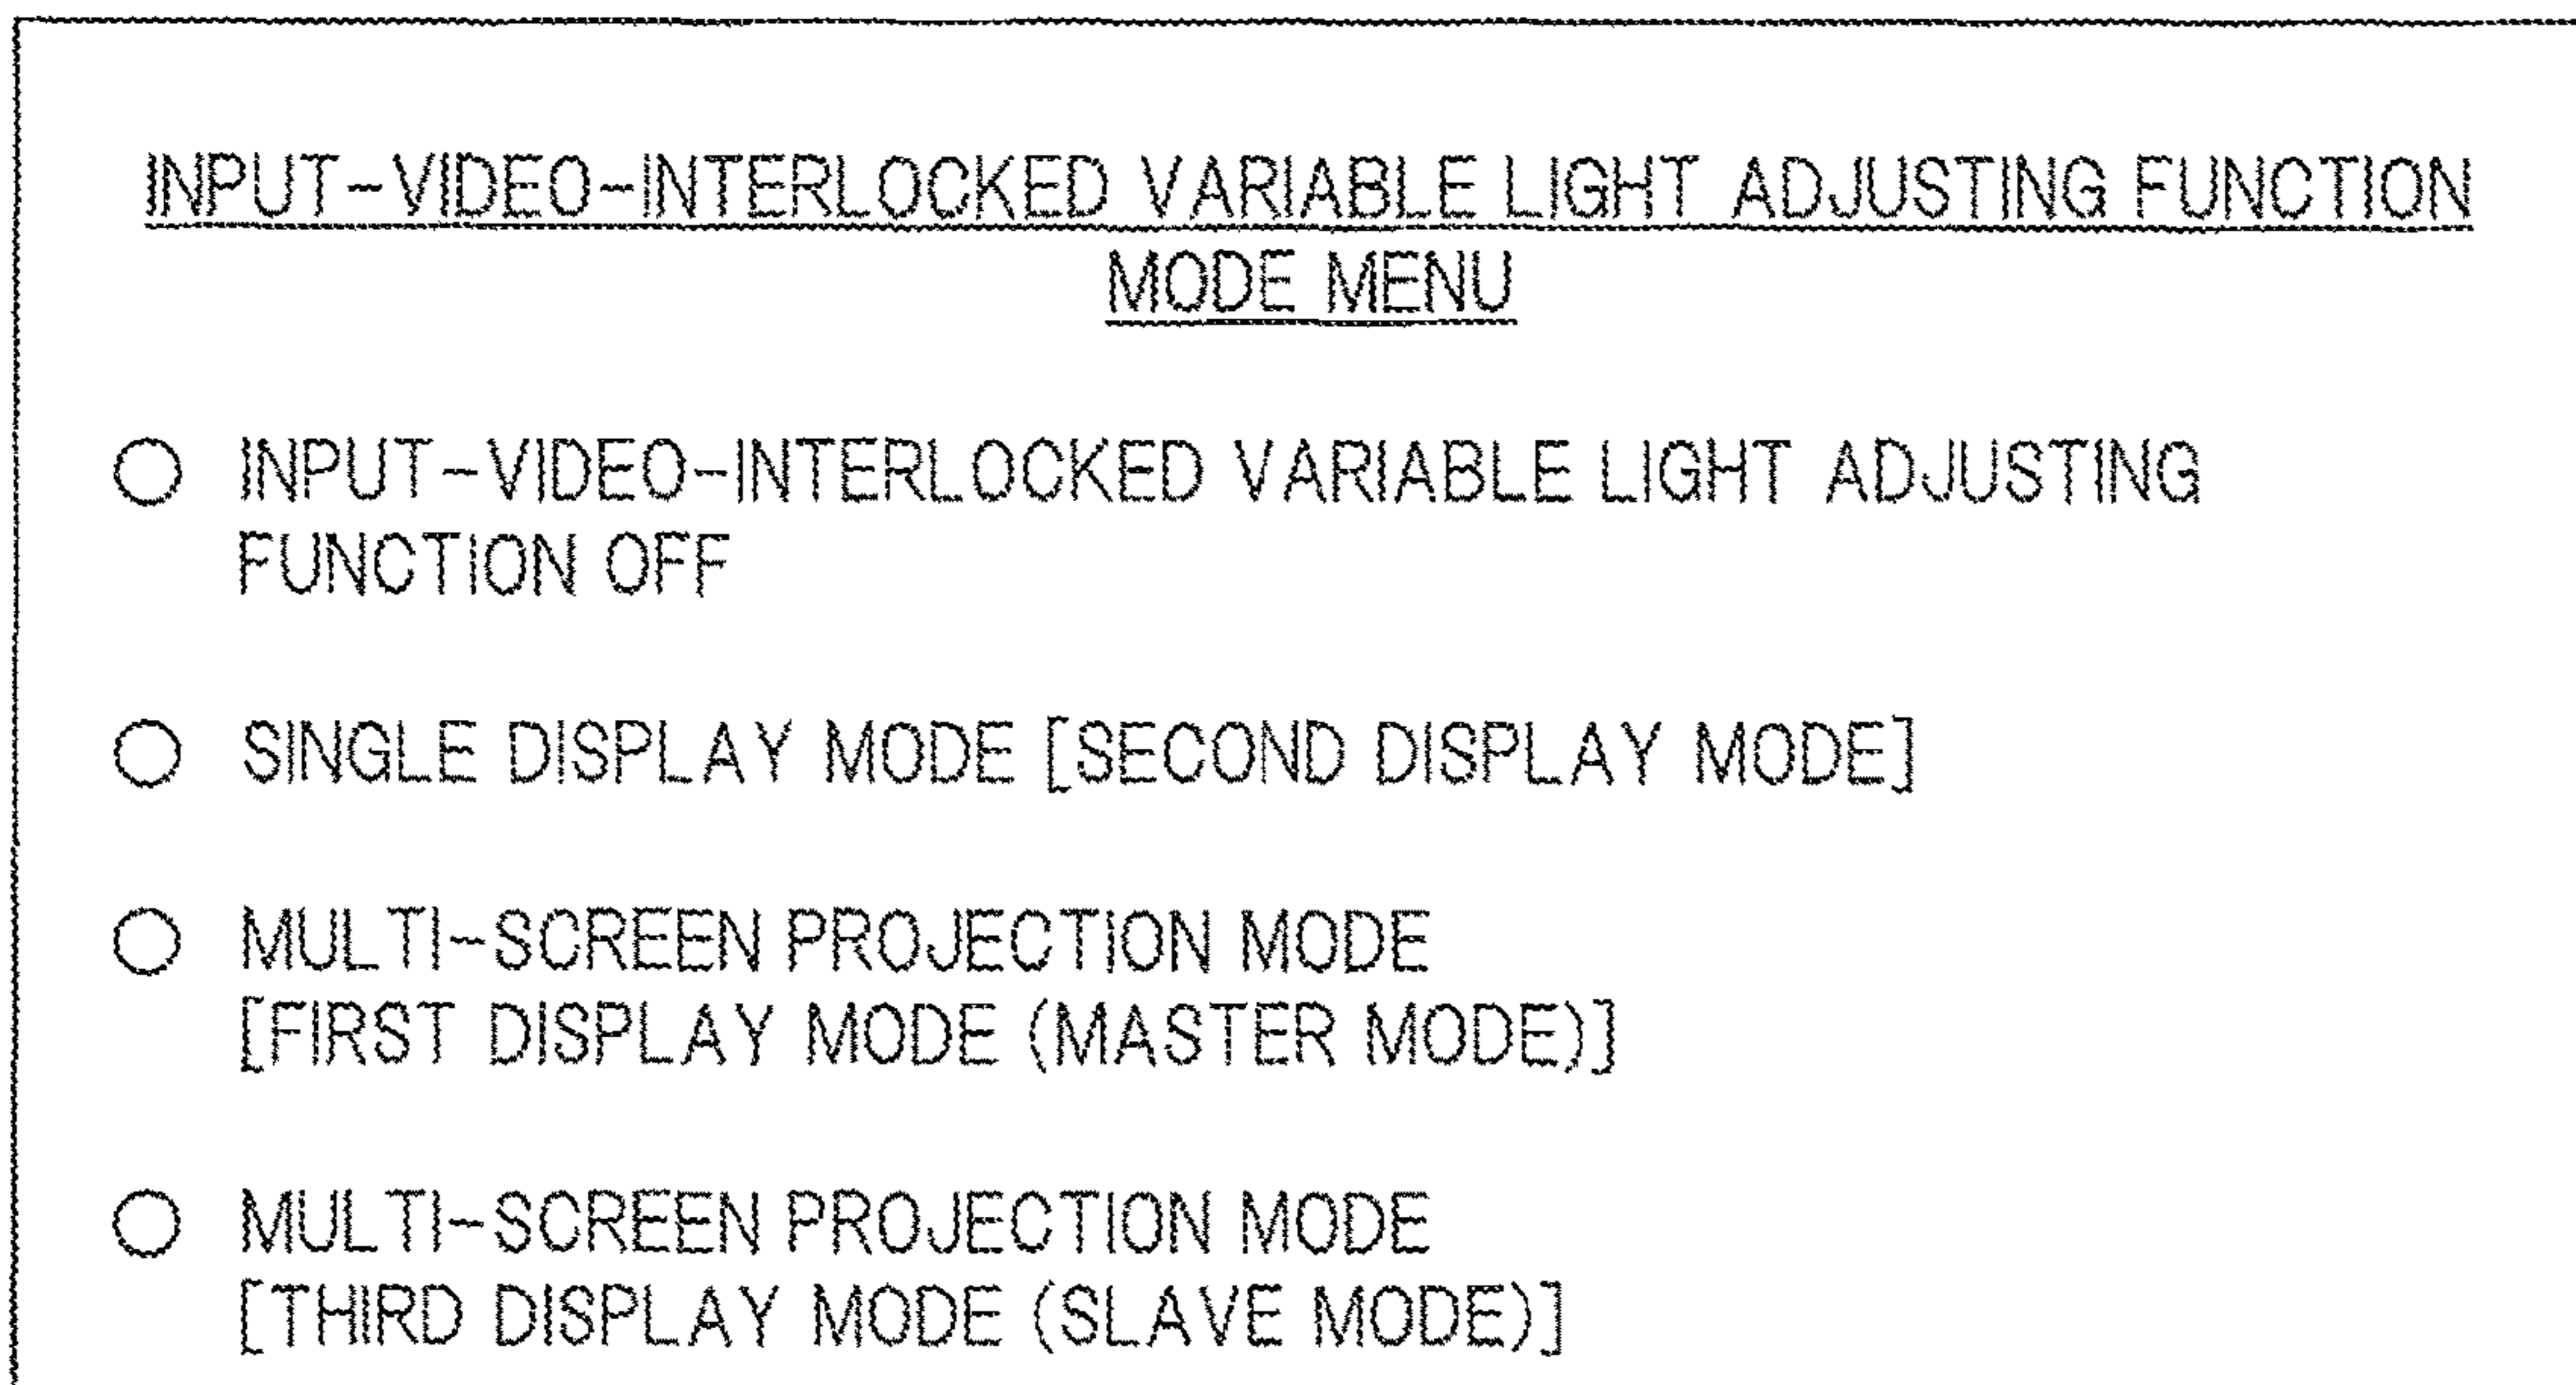 INPUT-VIDEO-INTERLOCKED VARIABLE LIGHT ADJUSTING FUNCTION
MODE MENU
○ INPUT-VIDEO-INTERLOCKED VARIABLE LIGHT ADJUSTING
FUNCTION OFF
○ SINGLE DISPLAY MODE [SECOND DISPLAY MODE]
○ MULTI-SCREEN PROJECTION MODE
[FIRST DISPLAY MODE (MASTER MODE)]
○ MULTI-SCREEN PROJECTION MODE
[THIRD DISPLAY MODE (SLAVE MODE)]